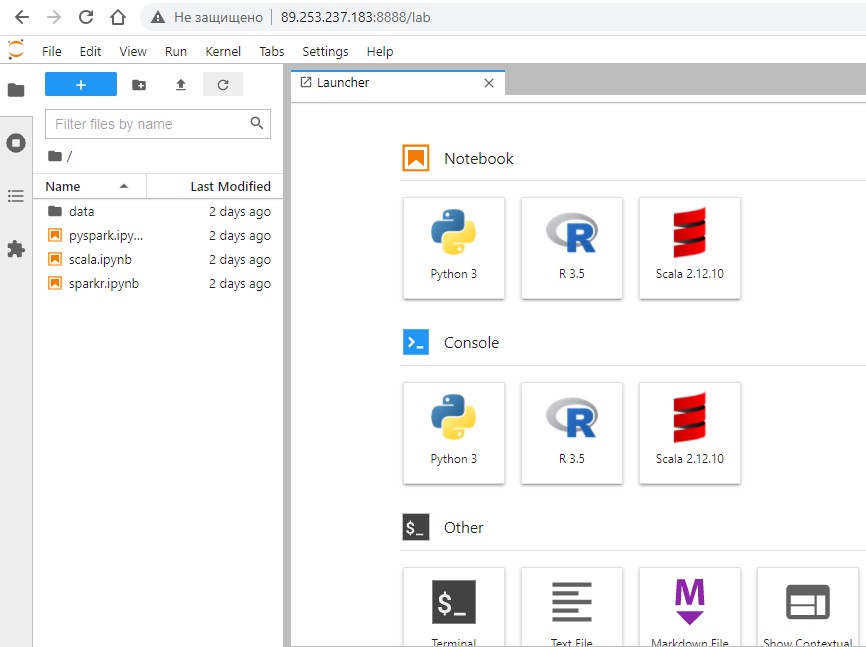 Не защищено 89.253.237.183:8888/lab
File Edit View Run Kernel Tabs Settings Help
+
Launcher
Filter files by name
/
Name Last Modified
data 2 days ago
pyspark.ipy... 2 days ago
scala.ipynb 2 days ago
sparkr.ipynb 2 days ago
Notebook
Python 3 R 3.5 Scala 2.12.10
Console
Python 3 R 3.5 Scala 2.12.10
$_ Other
$_ M
Terminal Text File Markdown File Show Contextual